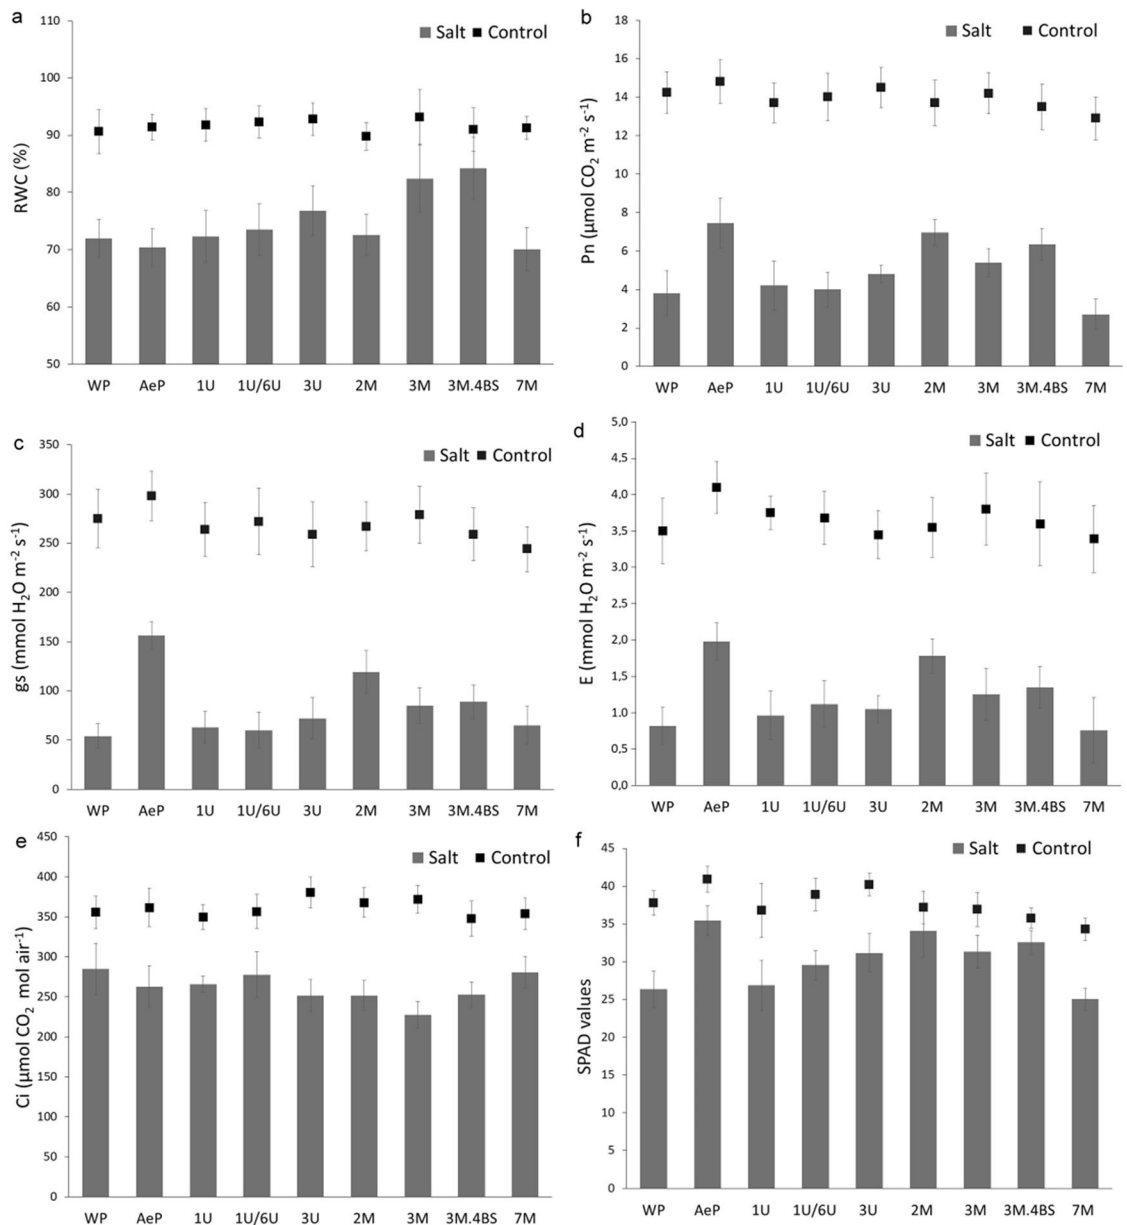 a
110
100
90
80
70
60
50
RWC (%)
Salt Control
WP AeP 1U 1U/6U 3U 2M 3M 3M.4BS 7M
b
18
16
14
12
10
8
6
4
2
0
Pn (μmol CO₂ m⁻² s⁻¹)
Salt Control
WP AeP 1U 1U/6U 3U 2M 3M 3M.4BS 7M
c
350
300
250
200
150
100
50
0
gs (mmol H₂O m⁻² s⁻¹)
Salt Control
WP AeP 1U 1U/6U 3U 2M 3M 3M.4BS 7M
d
5,0
4,5
4,0
3,5
3,0
2,5
2,0
1,5
1,0
0,5
0,0
E (mmol H₂O m⁻² s⁻¹)
Salt Control
WP AeP 1U 1U/6U 3U 2M 3M 3M.4BS 7M
e
450
400
350
300
250
200
150
100
50
0
Ci (μmol CO₂ mol air⁻¹)
Salt Control
WP AeP 1U 1U/6U 3U 2M 3M 3M.4BS 7M
f
45
40
35
30
25
20
15
10
5
0
SPAD values
Salt Control
WP AeP 1U 1U/6U 3U 2M 3M 3M.4BS 7M